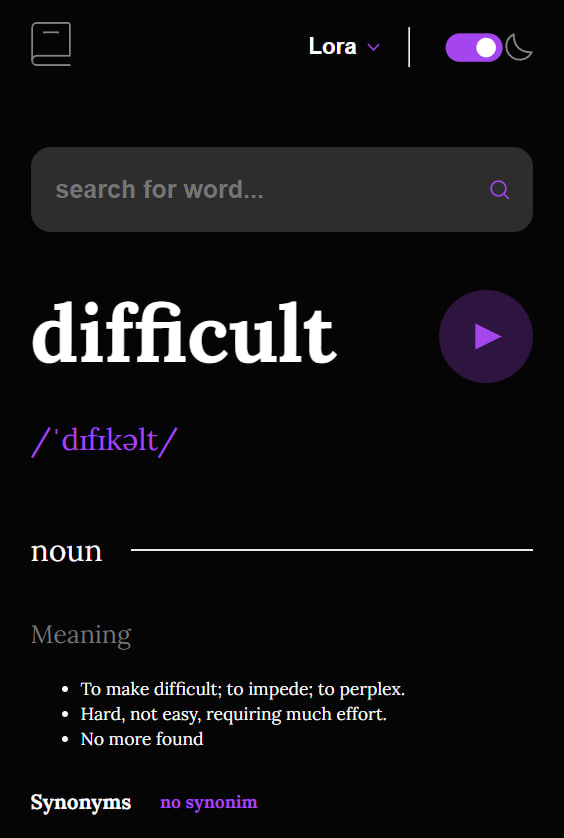 Lora
search for word...
difficult
/ˈdɪfɪkəlt/
noun
Meaning
To make difficult; to impede; to perplex.
Hard, not easy, requiring much effort.
No more found
Synonyms no synonim